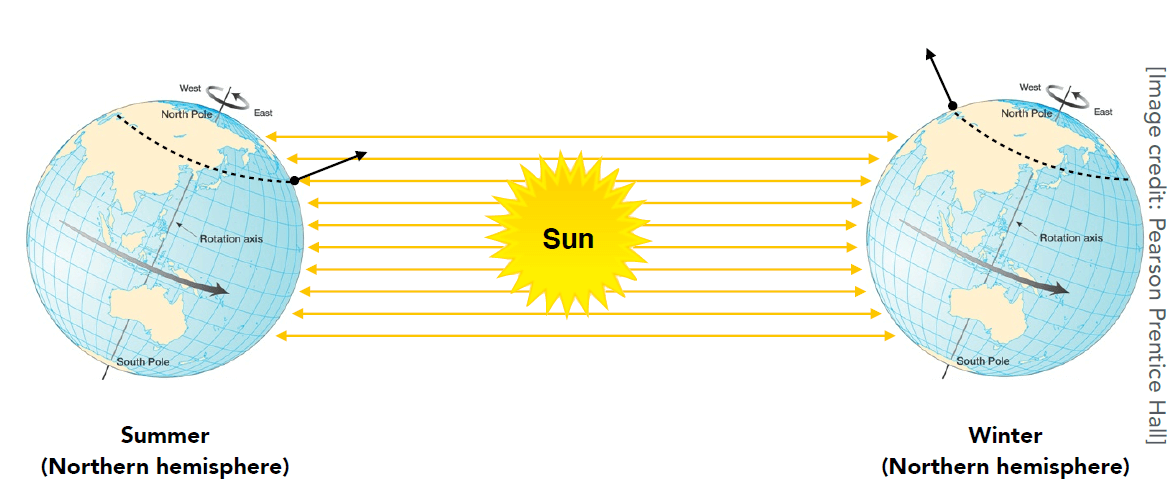 West
East
North Pole
Rotation axis
South Pole
Summer
(Northern hemisphere)
Sun
West
East
North Pole
Rotation axis
South Pole
Winter
(Northern hemisphere)
[Image credit: Pearson Prentice Hall]